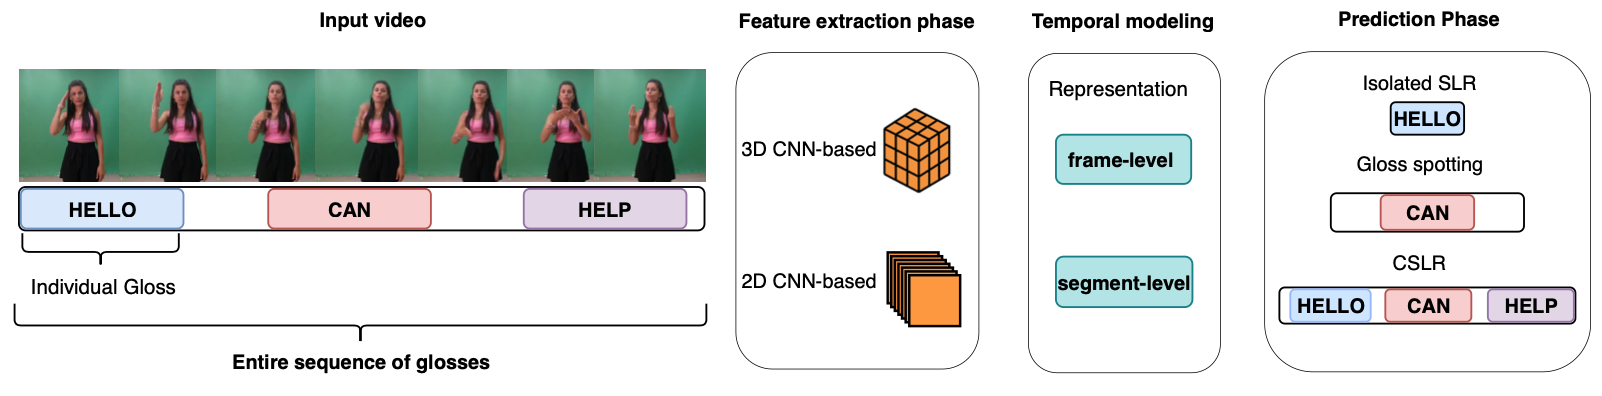 Input video
HELLO
CAN
HELP
Individual Gloss
Entire sequence of glosses
Feature extraction phase
3D CNN-based
2D CNN-based
Temporal modeling
Representation
frame-level
segment-level
Prediction Phase
Isolated SLR
HELLO
Gloss spotting
CAN
CSLR
HELLO
CAN
HELP